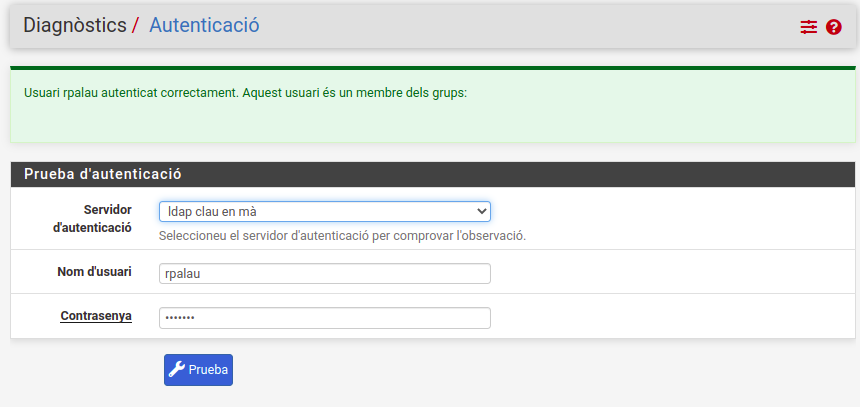 Diagnòstics / Autenticació
Usuari rpalau autenticat correctament. Aquest usuari és un membre dels grups:
Prueba d'autenticació
Servidor d'autenticació
ldap clau en mà
Seleccioneu el servidor d'autenticació per comprovar l'observació.
Nom d'usuari
rpalau
Contrasenya
•••••••
Prueba